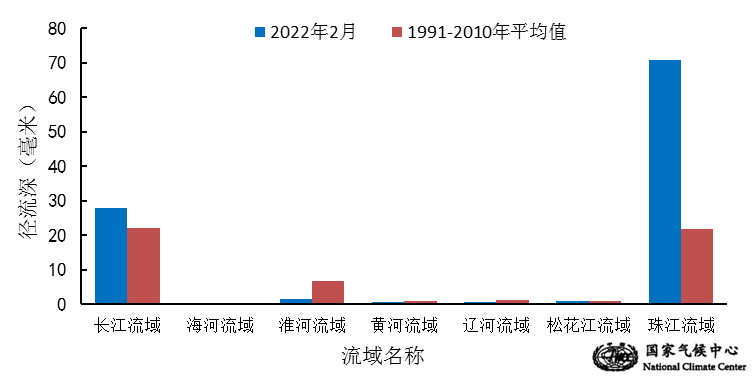 2022年2月 1991-2010年平均值
径流深（毫米）
80
70
60
50
40
30
20
10
0
长江流域 海河流域 淮河流域 黄河流域 辽河流域 松花江流域 珠江流域
流域名称
国家气候中心
National Climate Center